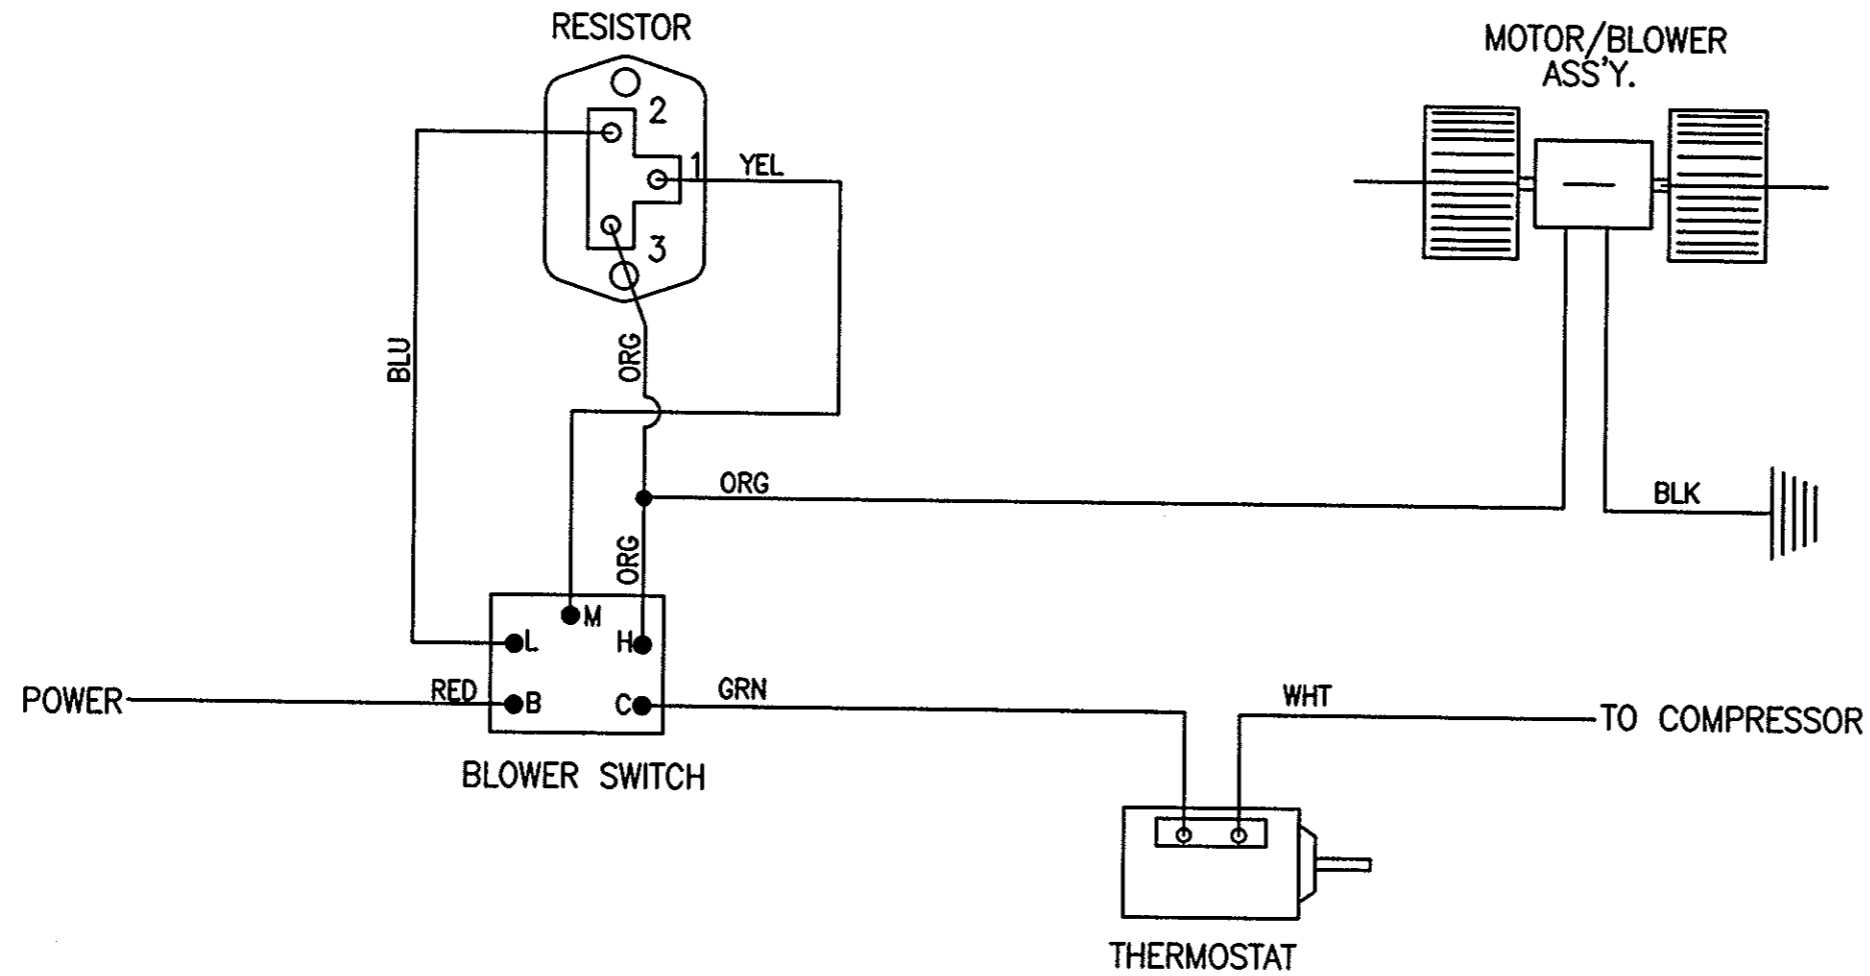 RESISTOR
MOTOR/BLOWER
ASS'Y.
2
1
YEL
3
BLU
ORG
ORG
BLK
ORG
M
L
H
POWER
RED
B
C
GRN
WHT
TO COMPRESSOR
BLOWER SWITCH
THERMOSTAT